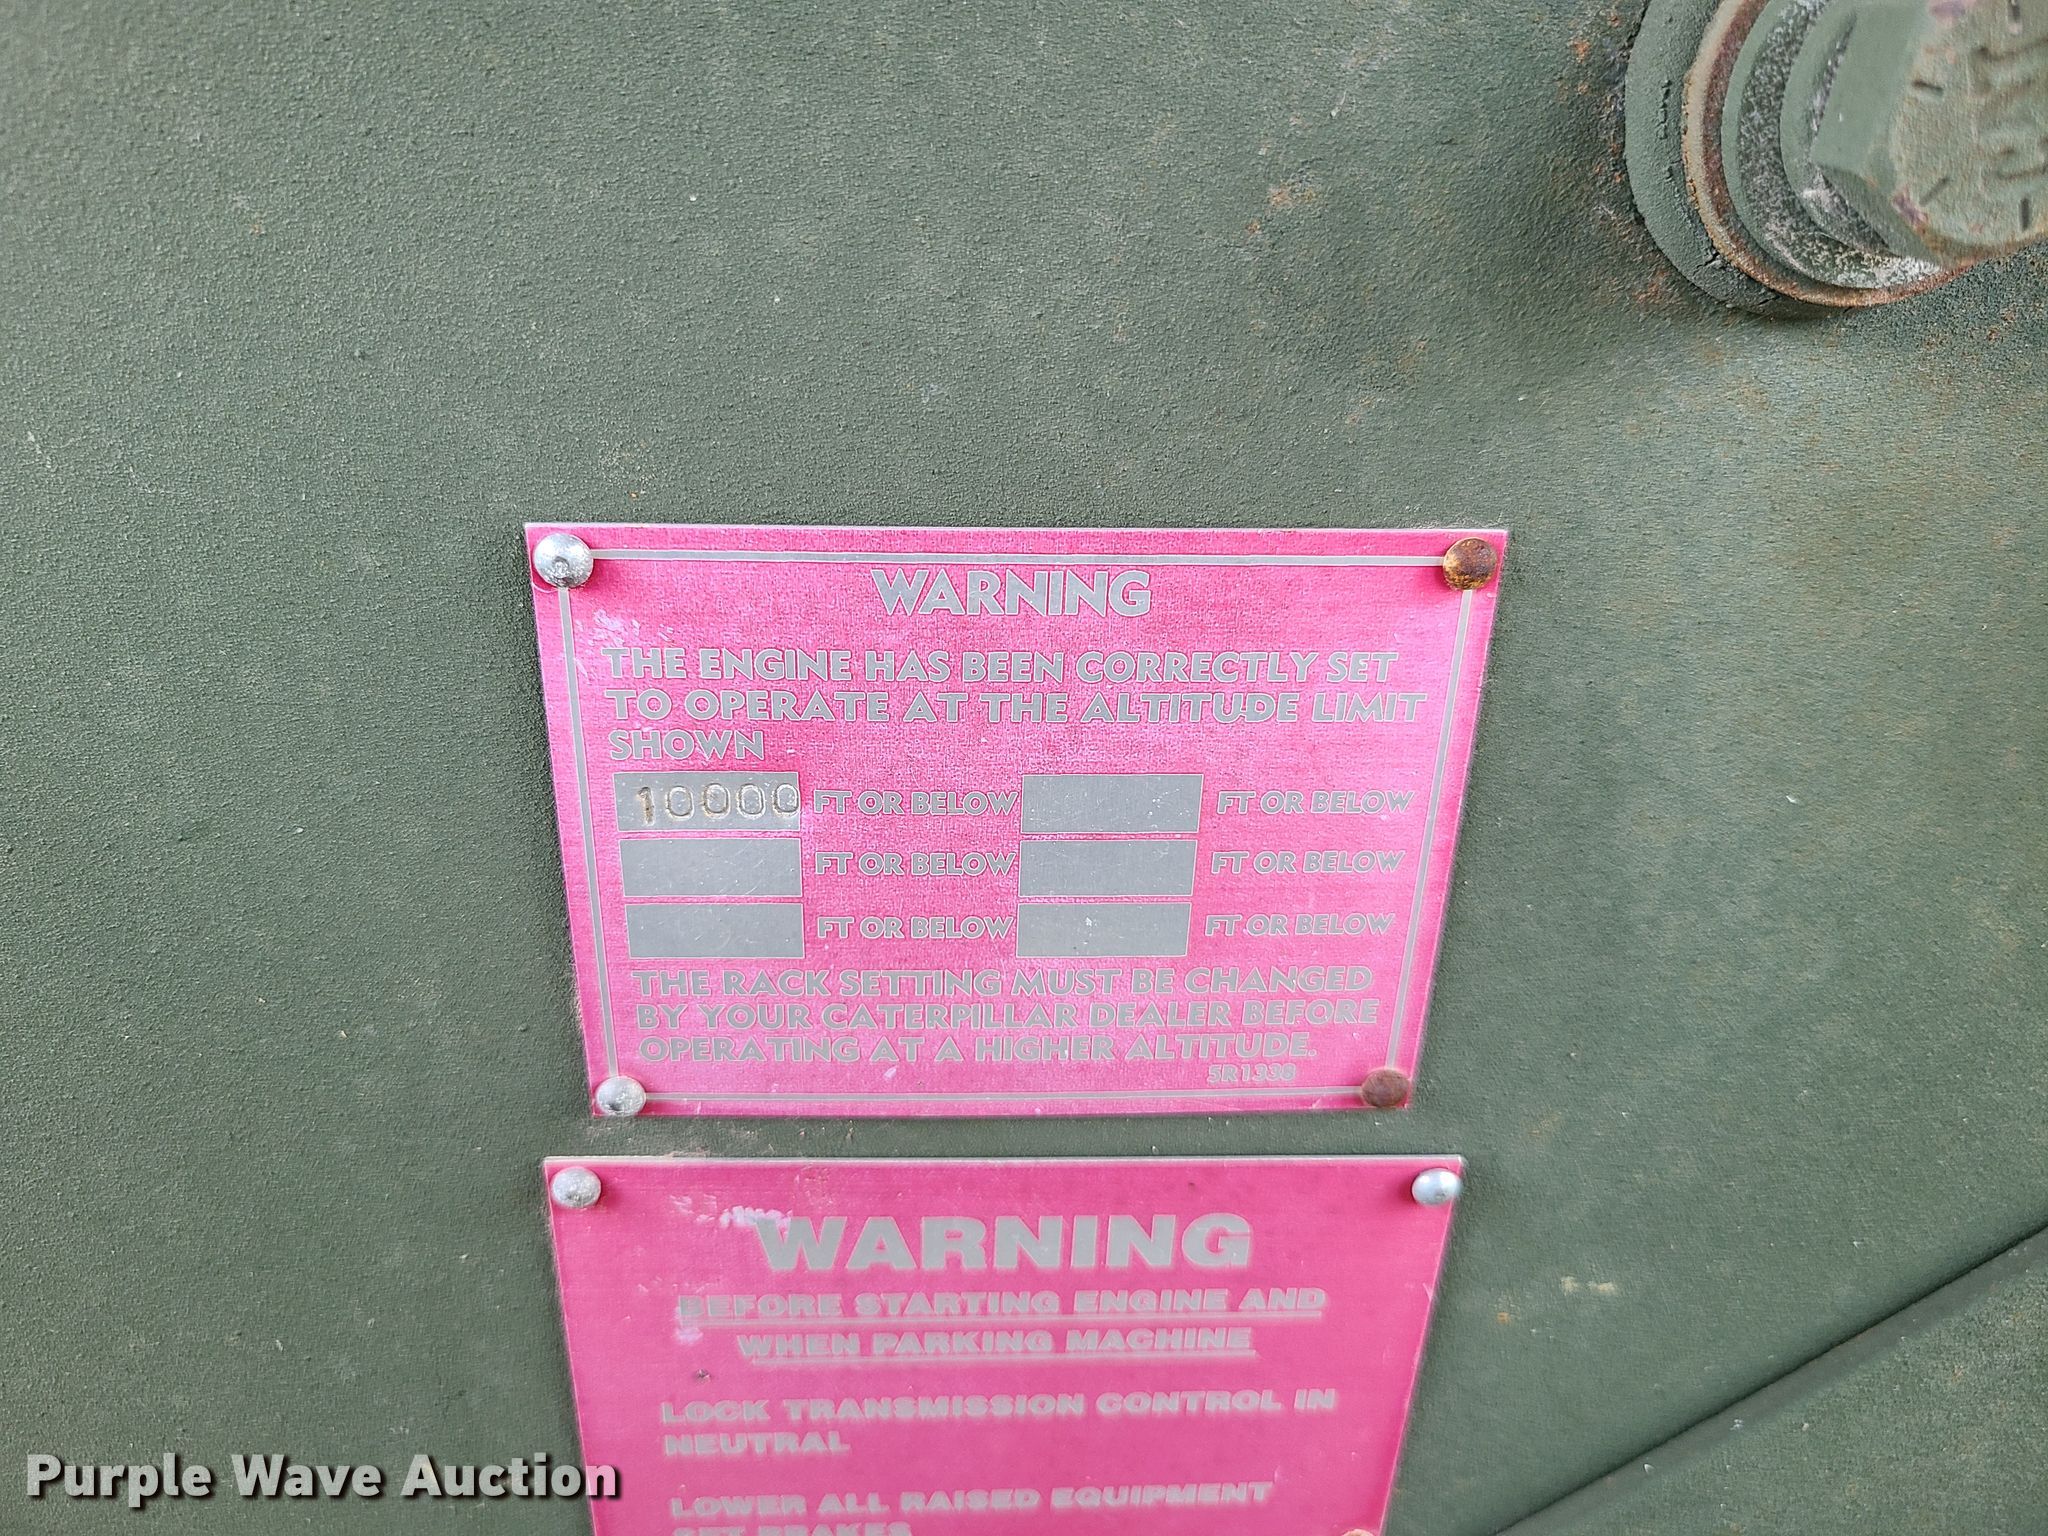 WARNING
THE ENGINE HAS BEEN CORRECTLY SET
TO OPERATE AT THE ALTITUDE LIMIT
SHOWN
10000 FT OR BELOW FT OR BELOW
FT OR BELOW FT OR BELOW
FT OR BELOW FT OR BELOW
THE RACK SETTING MUST BE CHANGED
BY YOUR CATERPILLAR DEALER BEFORE
OPERATING AT A HIGHER ALTITUDE.
5R1338
WARNING
BEFORE STARTING ENGINE AND
WHEN PARKING MACHINE
LOCK TRANSMISSION CONTROL IN
NEUTRAL
LOWER ALL RAISED EQUIPMENT
SET BRAKES
Purple Wave Auction